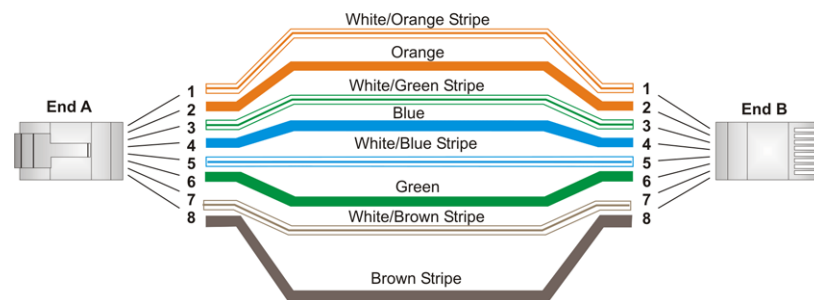 White/Orange Stripe
Orange
White/Green Stripe
Blue
White/Blue Stripe
Green
White/Brown Stripe
Brown Stripe
End A
1
2
3
4
5
6
7
8
End B
1
2
3
4
5
6
7
8